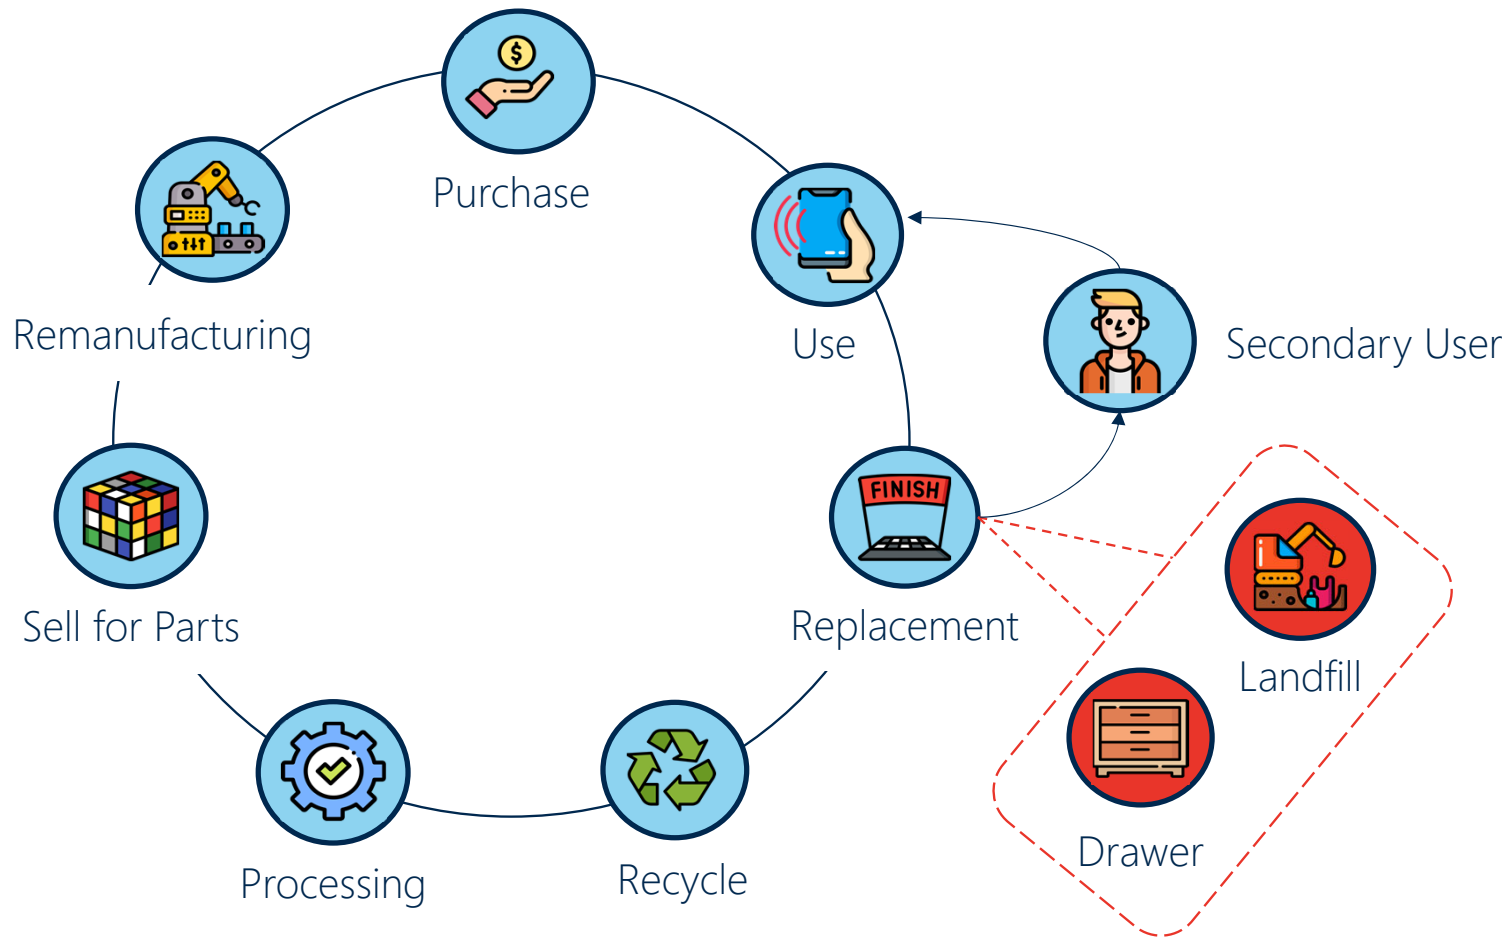 $
Purchase
Use
Secondary User
Remanufacturing
FINISH
Replacement
Landfill
Sell for Parts
Drawer
Recycle
Processing